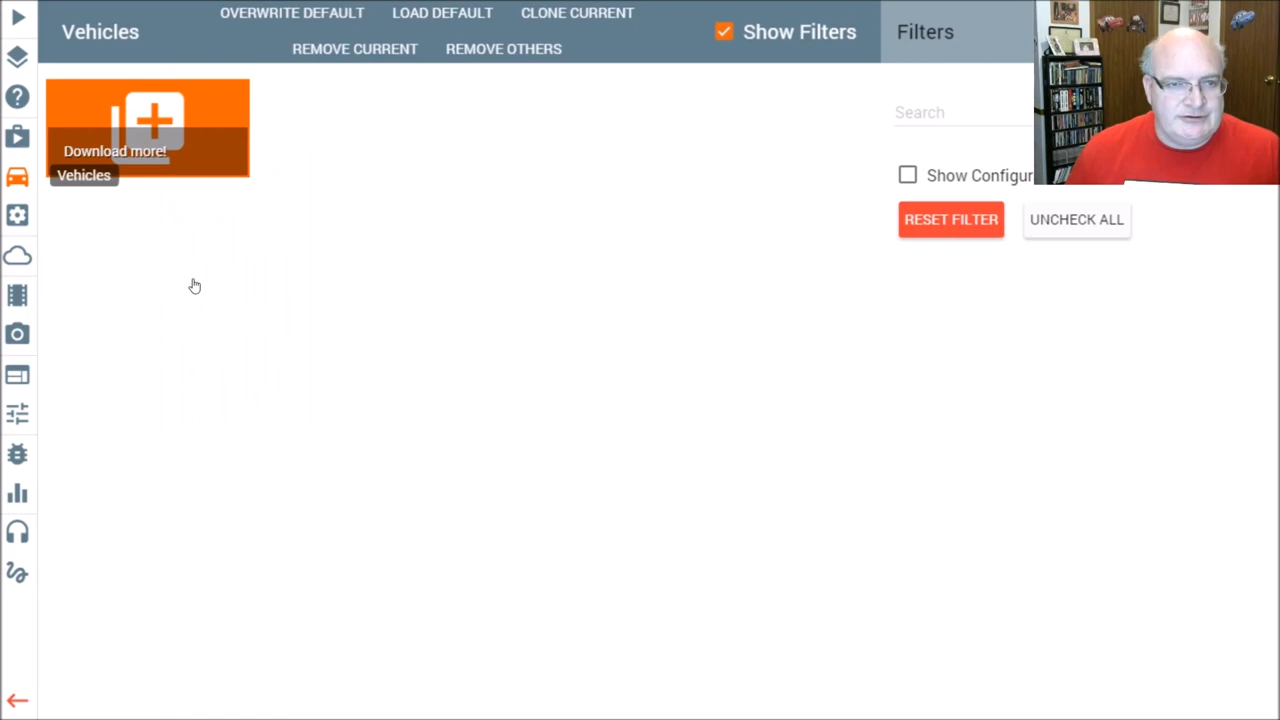 Vehicles
OVERWRITE DEFAULT
LOAD DEFAULT
CLONE CURRENT
REMOVE CURRENT
REMOVE OTHERS
Show Filters
Filters
Download more!
Vehicles
Search
Show Configur
RESET FILTER
UNCHECK ALL